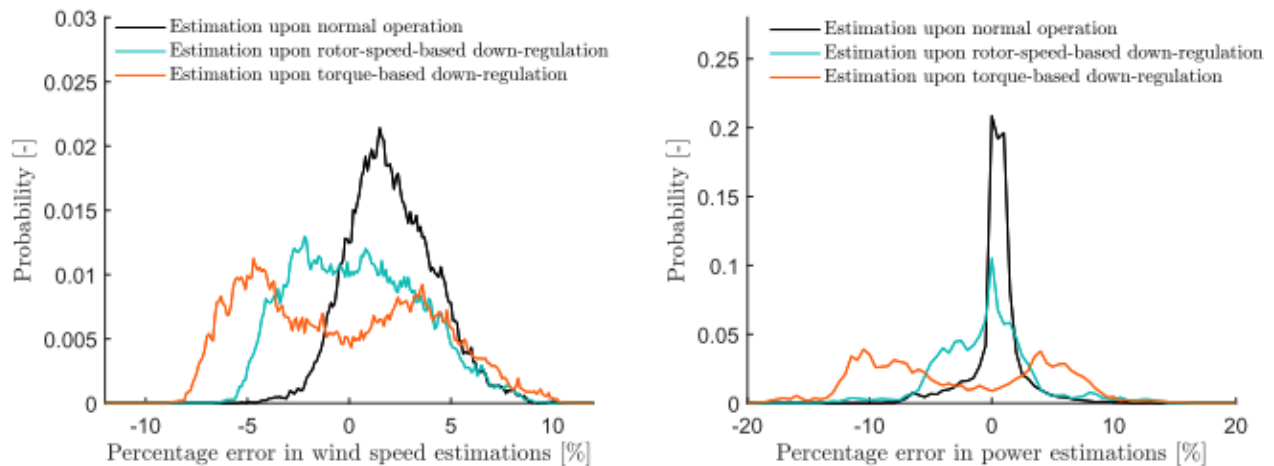 0.03
0.025
0.02
0.015
0.01
0.005
0
Probability [-]
Estimation upon normal operation
Estimation upon rotor-speed-based down-regulation
Estimation upon torque-based down-regulation
-10
-5
0
5
10
Percentage error in wind speed estimations [%]
0.25
0.2
0.15
0.1
0.05
0
Probability [-]
Estimation upon normal operation
Estimation upon rotor-speed-based down-regulation
Estimation upon torque-based down-regulation
-20
-10
0
10
20
Percentage error in power estimations [%]